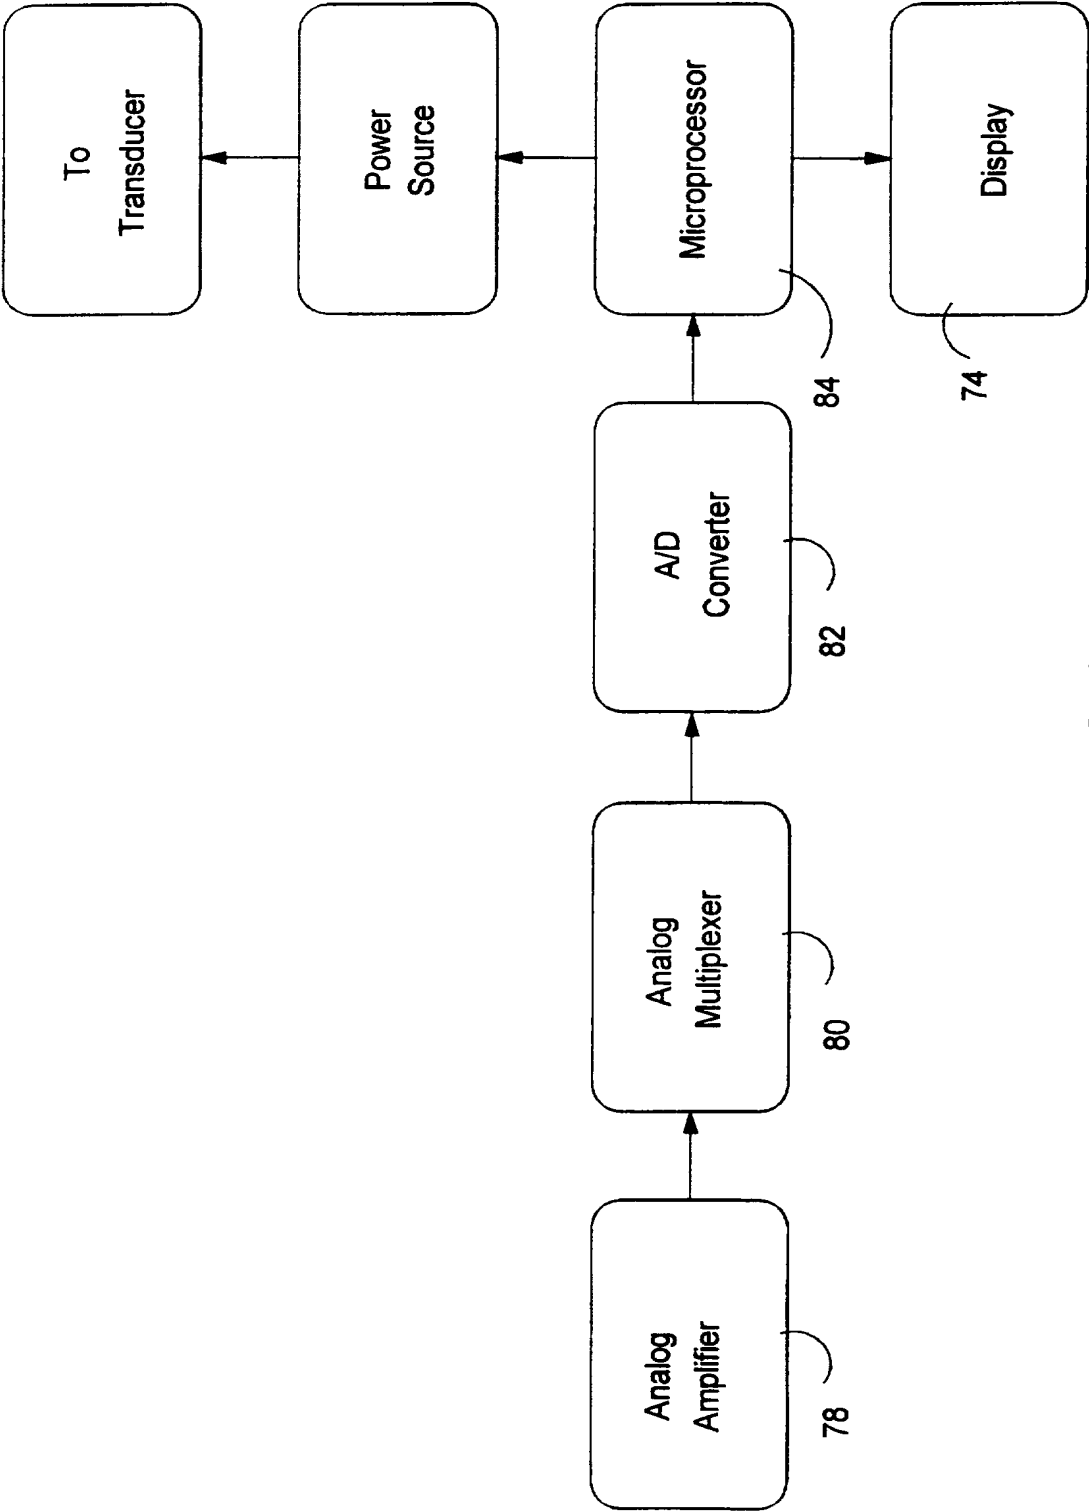 Analog
Amplifier
78
Analog
Multiplexer
80
A/D
Converter
82
Microprocessor
84
Power
Source
To
Transducer
Display
74